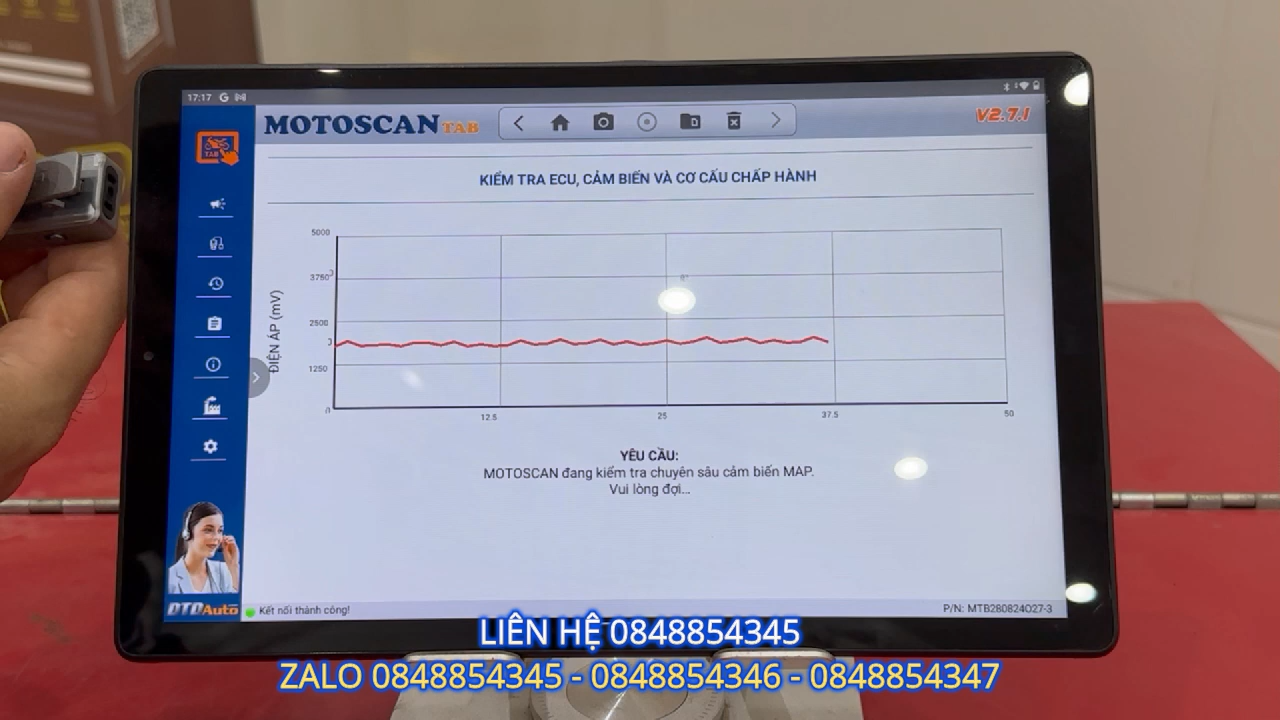 17:17
MOTOSCAN TAB
V2.7.1
TAB
KIỂM TRA ECU, CẢM BIẾN VÀ CƠ CẤU CHẤP HÀNH
5000
3750
2500
1250
0
ĐIỆN ÁP (mV)
12.5
25
37.5
50
YÊU CẦU:
MOTOSCAN đang kiểm tra chuyên sâu cảm biến MAP.
Vui lòng đợi...
OTOAuto
Kết nối thành công!
P/N: MTB280824027-3
LIÊN HỆ 0848854345
ZALO 0848854345 - 0848854346 - 0848854347